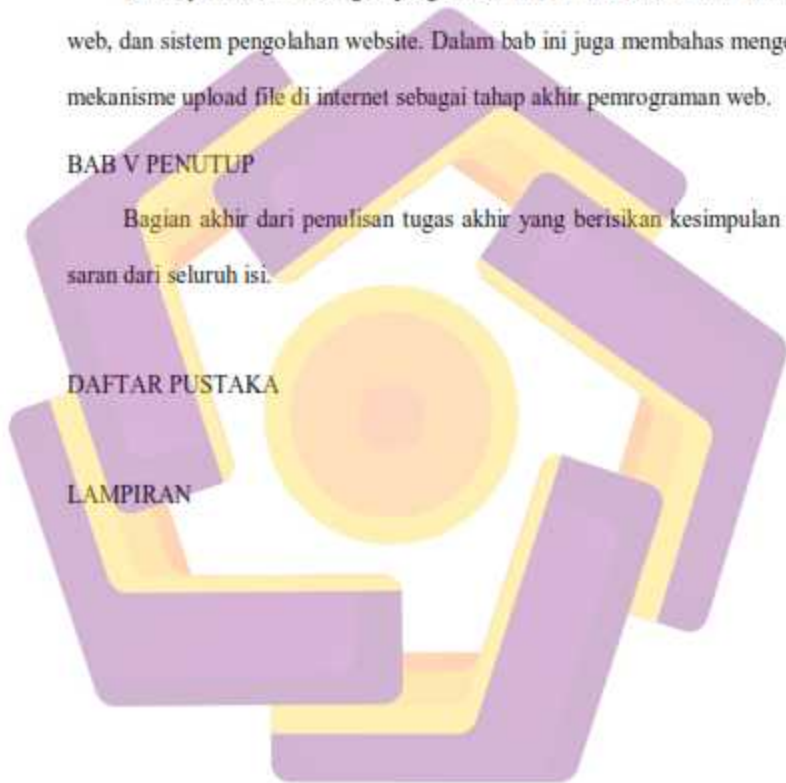 web, dan sistem pengolahan website. Dalam bab ini juga membahas
mekanisme upload file di internet sebagai tahap akhir pemrograman web.
BAB V PENUTUP
Bagian akhir dari penulisan tugas akhir yang berisikan kesimpulan
saran dari seluruh isi.
DAFTAR PUSTAKA
LAMPIRAN